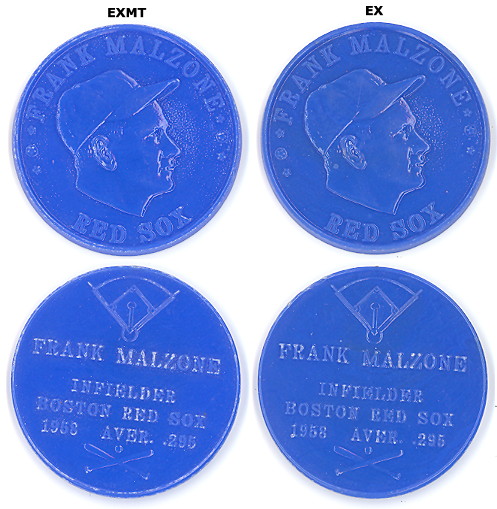 EXMT
EX
FRANK MALZONE
RED SOX
FRANK MALZONE
RED SOX
FRANK MALZONE
INFIELDER
BOSTON RED SOX
1958 AVER. .295
FRANK MALZONE
INFIELDER
BOSTON RED SOX
1958 AVER. .295